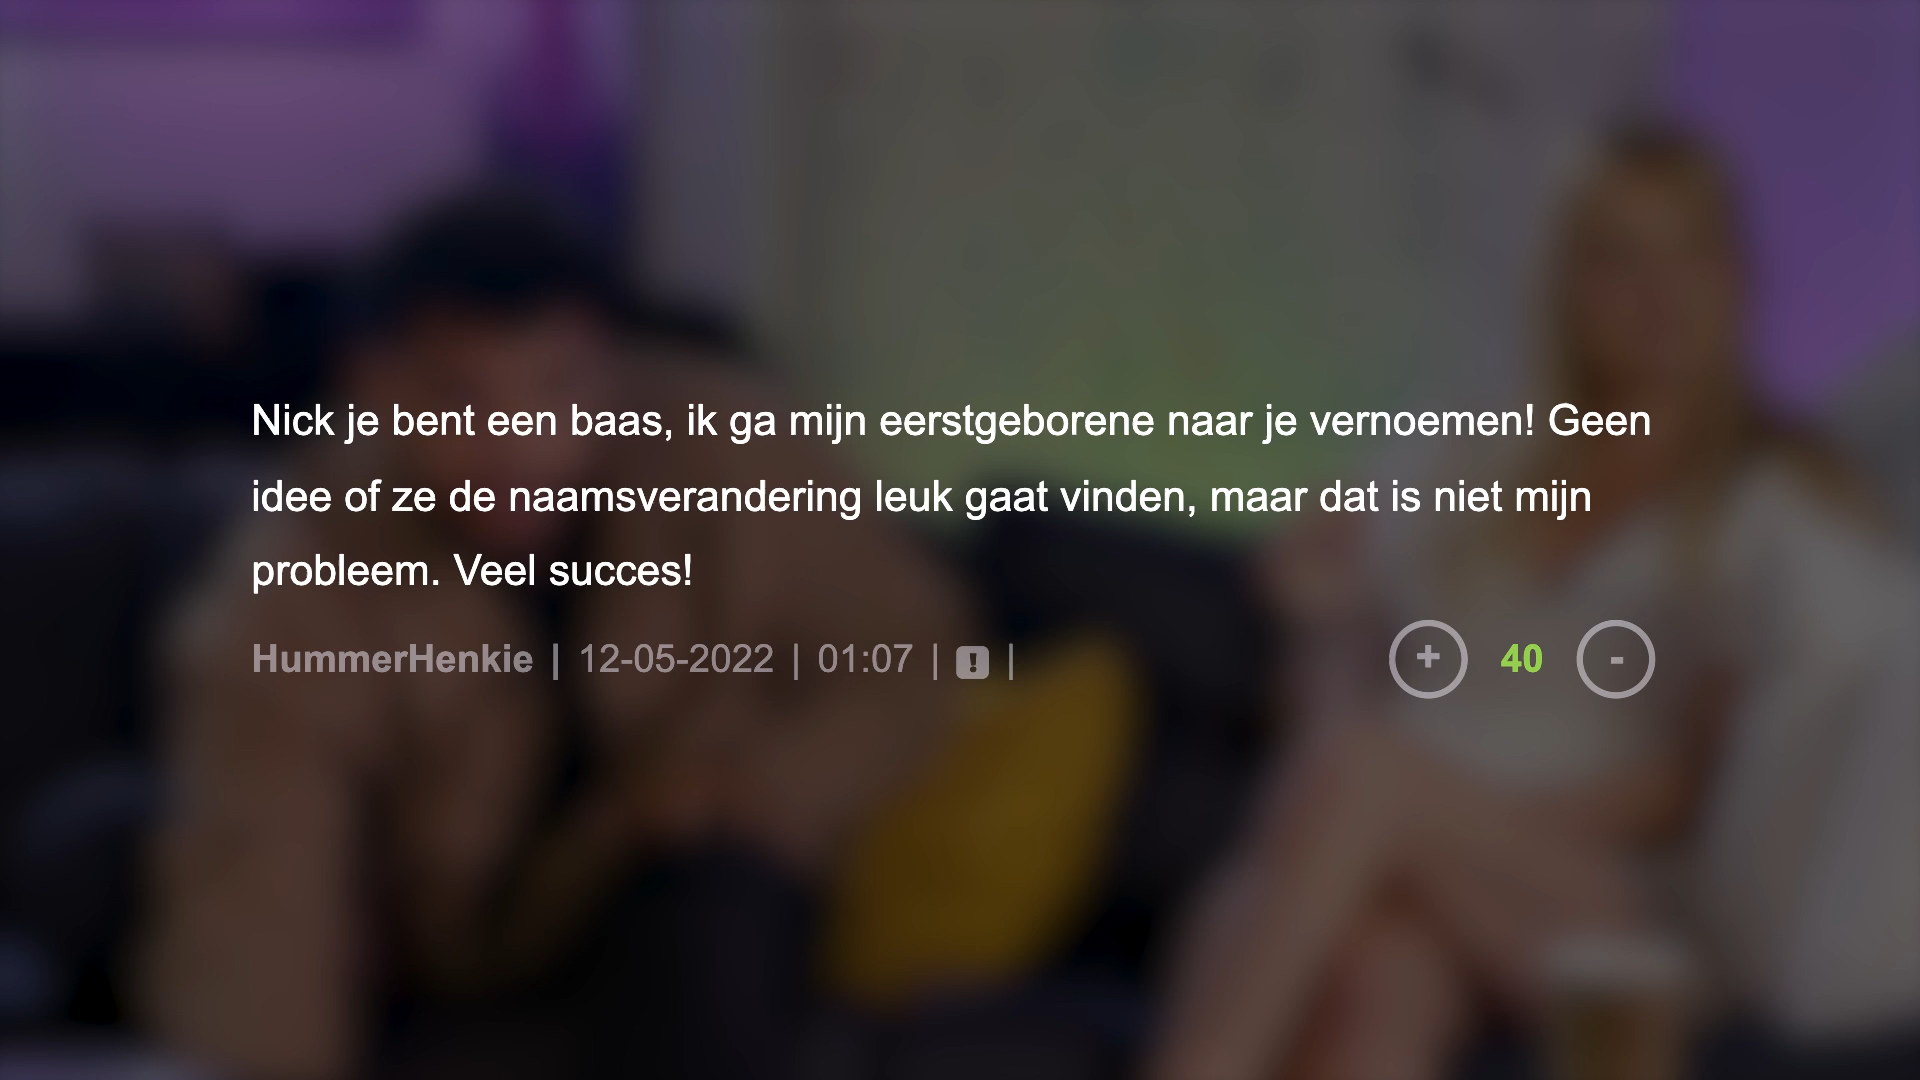 Nick je bent een baas, ik ga mijn eerstgeborene naar je vernoemen! Geen
idee of ze de naamsverandering leuk gaat vinden, maar dat is niet mijn
probleem. Veel succes!
HummerHenkie | 12-05-2022 | 01:07 | ! |
+ 40 -